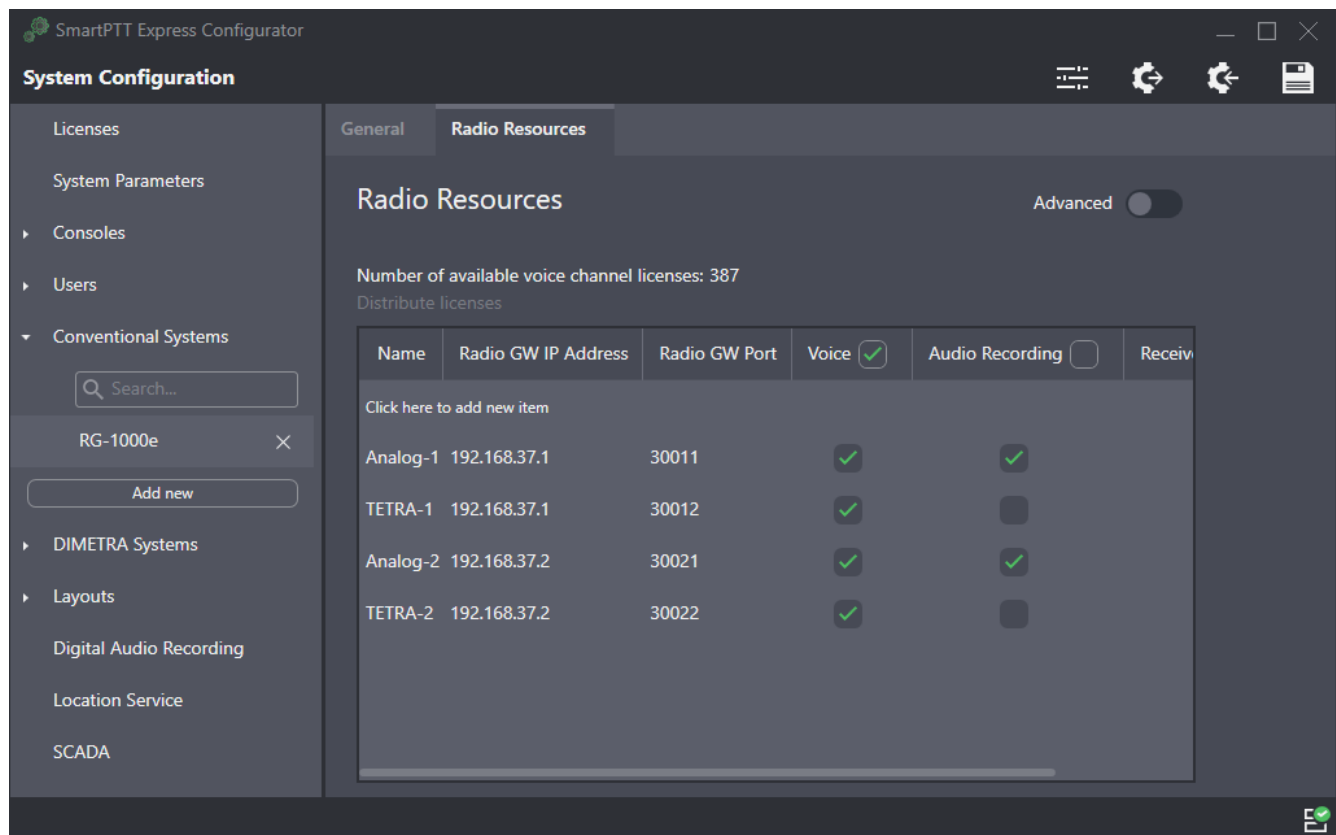 SmartPTT Express Configurator
System Configuration
Licenses
System Parameters
Consoles
Users
Conventional Systems
Search...
RG-1000e
Add new
DIMETRA Systems
Layouts
Digital Audio Recording
Location Service
SCADA
General
Radio Resources
Radio Resources
Advanced
Number of available voice channel licenses: 387
Distribute licenses
Name Radio GW IP Address Radio GW Port Voice Audio Recording Receiv
Click here to add new item
Analog-1 192.168.37.1 30011
TETRA-1 192.168.37.1 30012
Analog-2 192.168.37.2 30021
TETRA-2 192.168.37.2 30022